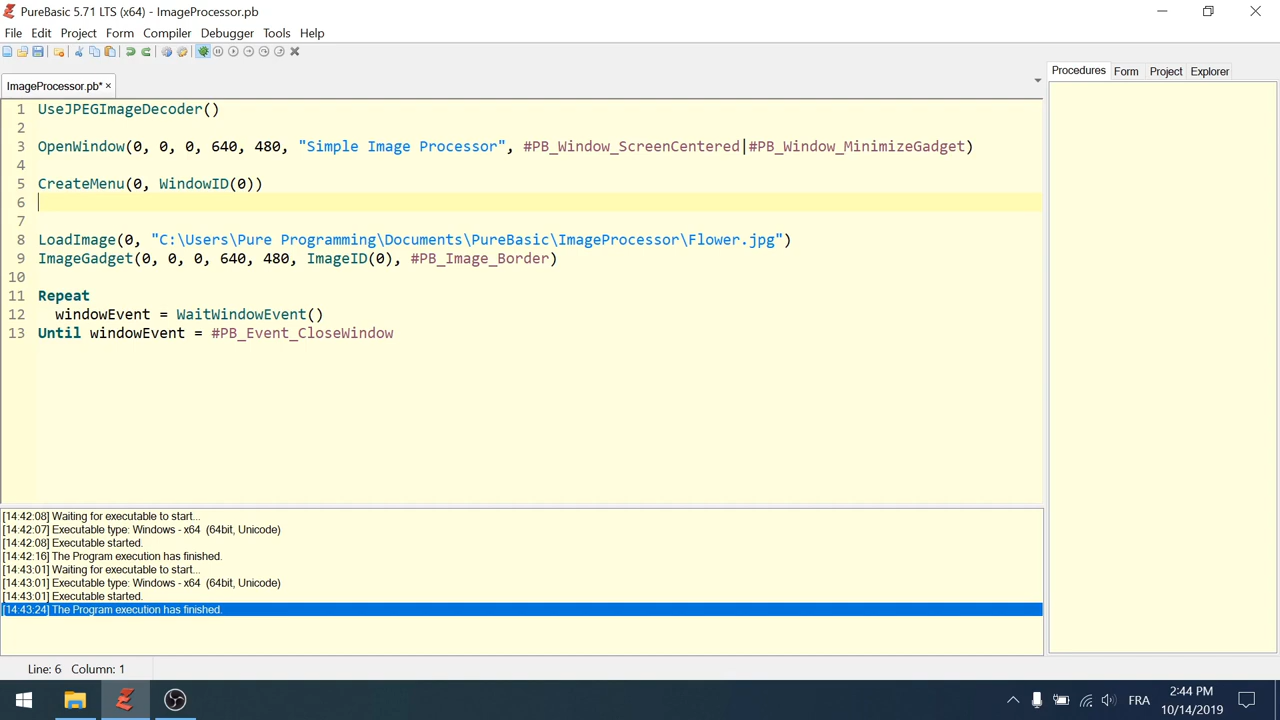 PureBasic 5.71 LTS (x64) - ImageProcessor.pb
File Edit Project Form Compiler Debugger Tools Help
ImageProcessor.pb* ×
Procedures Form Project Explorer
1 UseJPEGImageDecoder()
2
3 OpenWindow(0, 0, 0, 640, 480, "Simple Image Processor", #PB_Window_ScreenCentered|#PB_Window_MinimizeGadget)
4
5 CreateMenu(0, WindowID(0))
6
7
8 LoadImage(0, "C:\Users\Pure Programming\Documents\PureBasic\ImageProcessor\Flower.jpg")
9 ImageGadget(0, 0, 0, 640, 480, ImageID(0), #PB_Image_Border)
10
11 Repeat
12 windowEvent = WaitWindowEvent()
13 Until windowEvent = #PB_Event_CloseWindow
[14:42:08] Waiting for executable to start...
[14:42:07] Executable type: Windows - x64 (64bit, Unicode)
[14:42:08] Executable started.
[14:42:16] The Program execution has finished.
[14:43:01] Waiting for executable to start...
[14:43:01] Executable type: Windows - x64 (64bit, Unicode)
[14:43:01] Executable started.
[14:43:24] The Program execution has finished.
Line: 6 Column: 1
FRA
2:44 PM
10/14/2019